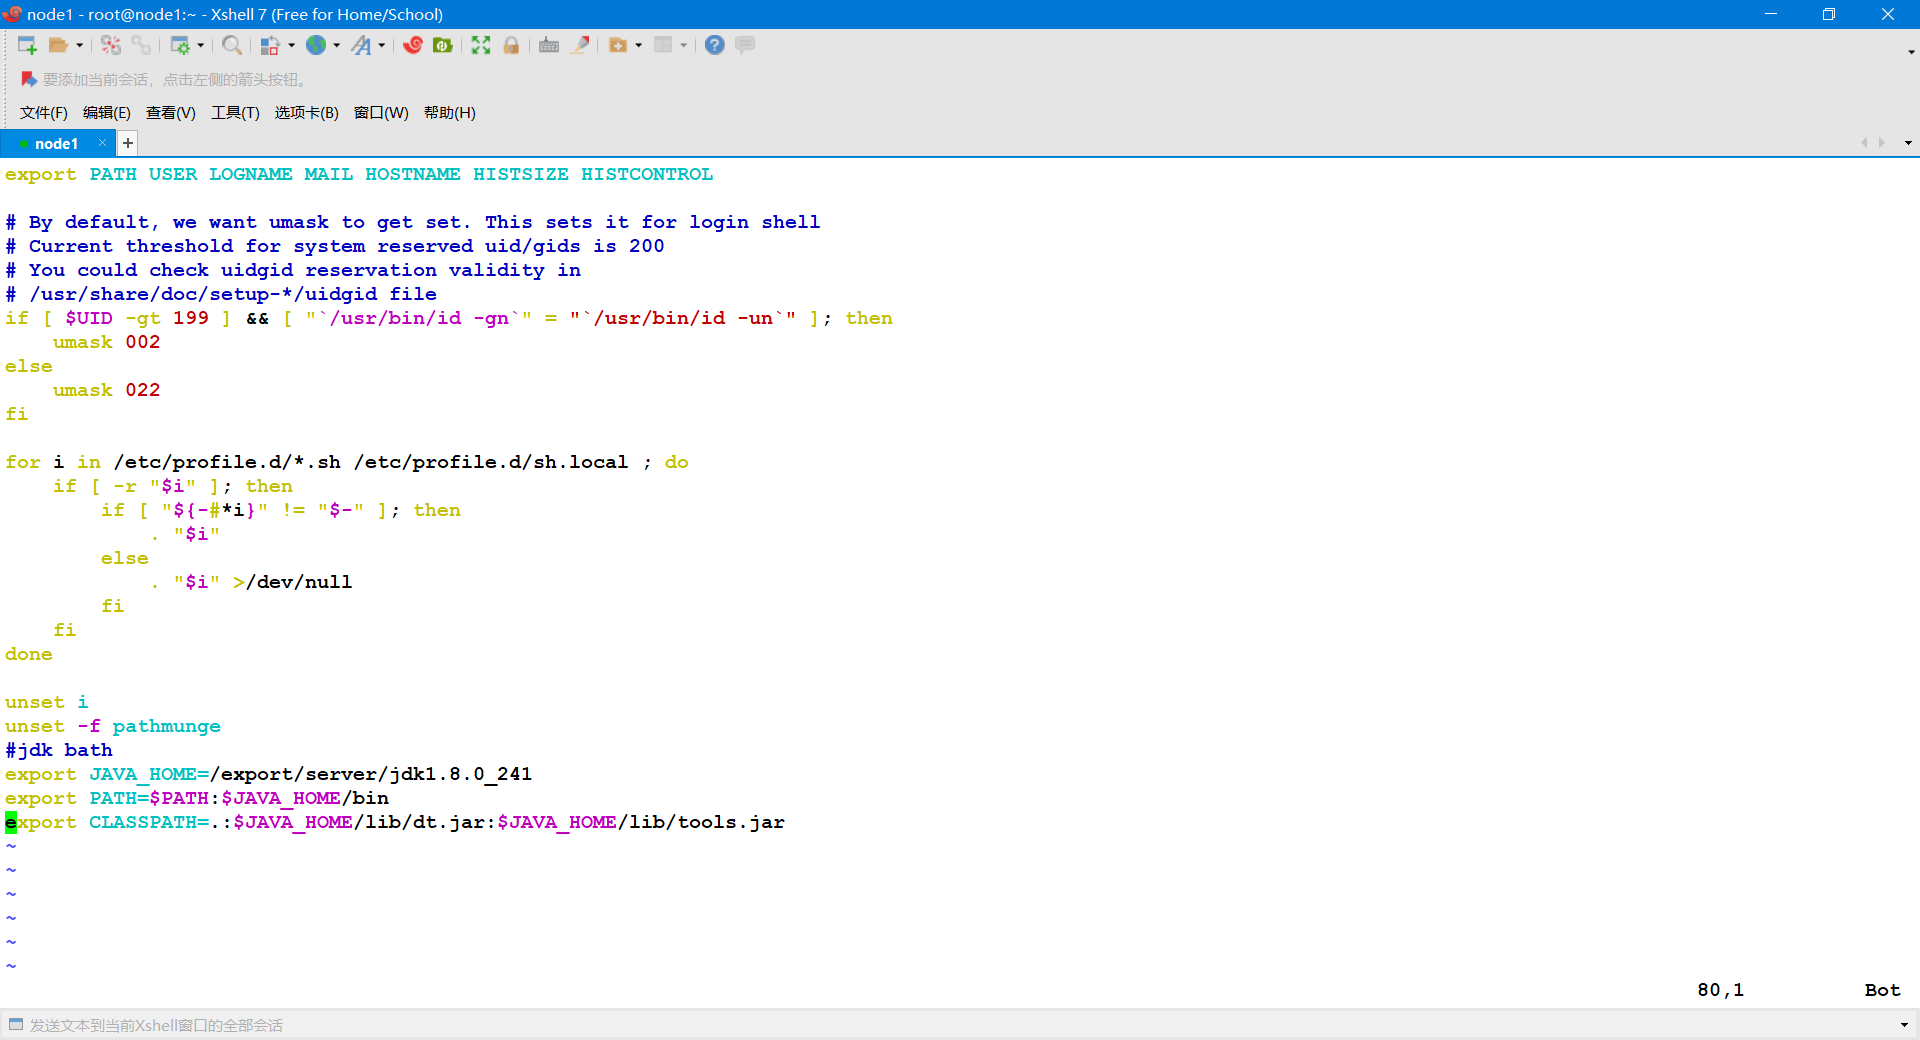 node1 - root@node1:~ - Xshell 7 (Free for Home/School)
要添加当前会话，点击左侧的箭头按钮。
文件(F) 编辑(E) 查看(V) 工具(T) 选项卡(B) 窗口(W) 帮助(H)
node1
export PATH USER LOGNAME MAIL HOSTNAME HISTSIZE HISTCONTROL
# By default, we want umask to get set. This sets it for login shell
# Current threshold for system reserved uid/gids is 200
# You could check uidgid reservation validity in
# /usr/share/doc/setup-*/uidgid file
if [ $UID -gt 199 ] && [ "`/usr/bin/id -gn`" = "`/usr/bin/id -un`" ]; then
    umask 002
else
    umask 022
fi
for i in /etc/profile.d/*.sh /etc/profile.d/sh.local ; do
    if [ -r "$i" ]; then
        if [ "${-#*i}" != "$-" ]; then
            . "$i"
        else
            . "$i" >/dev/null
        fi
    fi
done
unset i
unset -f pathmunge
#jdk bath
export JAVA_HOME=/export/server/jdk1.8.0_241
export PATH=$PATH:$JAVA_HOME/bin
export CLASSPATH=.:$JAVA_HOME/lib/dt.jar:$JAVA_HOME/lib/tools.jar
~
~
~
~
~
~
80,1 Bot
发送文本到当前Xshell窗口的全部会话